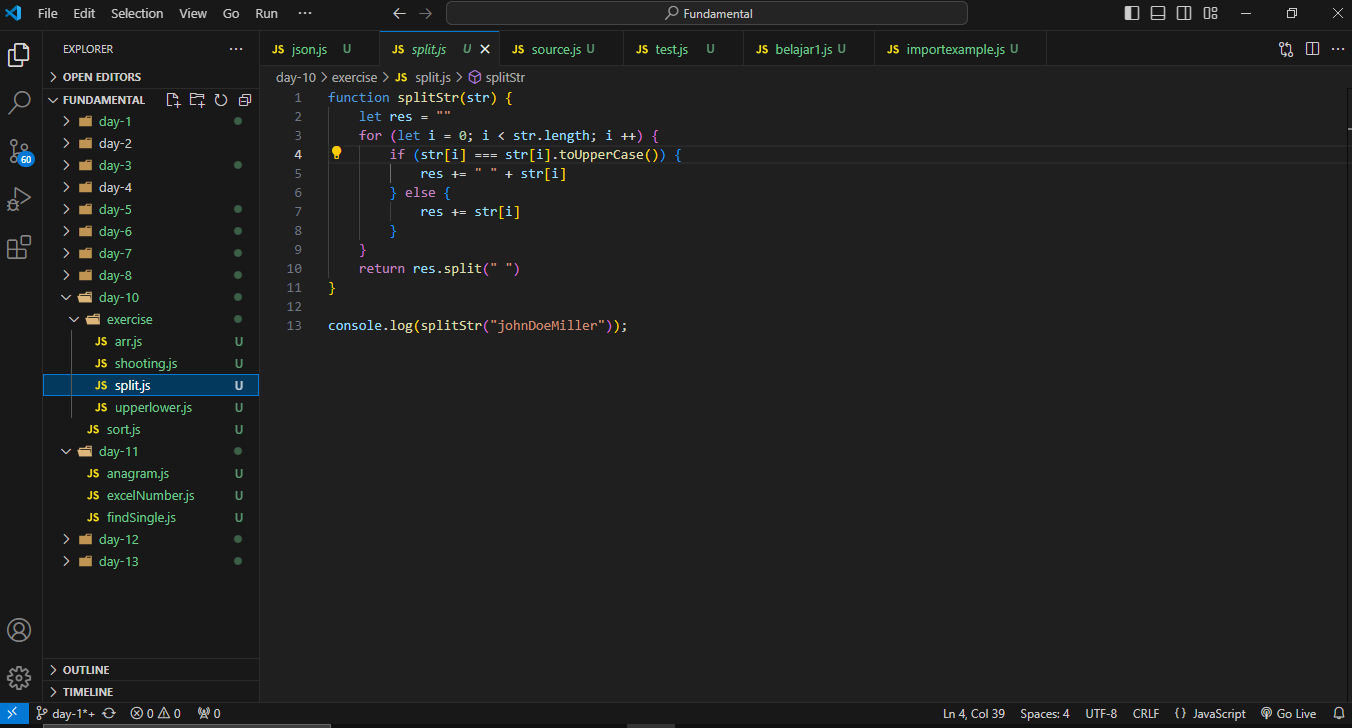 File Edit Selection View Go Run ··· Fundamental
EXPLORER ···
OPEN EDITORS
FUNDAMENTAL
day-1
day-2
day-3
day-4
day-5
day-6
day-7
day-8
day-10
exercise
JS arr.js U
JS shooting.js U
JS split.js U
JS upperlower.js U
JS sort.js U
day-11
JS anagram.js U
JS excelNumber.js U
JS findSingle.js U
day-12
day-13
OUTLINE
TIMELINE
60
JS json.js U JS split.js U JS source.js U JS test.js U JS belajar1.js U JS importexample.js U ···
day-10 > exercise > JS split.js > splitStr
1 function splitStr(str) {
2 let res = ""
3 for (let i = 0; i < str.length; i ++) {
4 if (str[i] === str[i].toUpperCase()) {
5 res += " " + str[i]
6 } else {
7 res += str[i]
8 }
9 }
10 return res.split(" ")
11 }
12
13 console.log(splitStr("johnDoeMiller"));
day-1*+ 0 0 0 Ln 4, Col 39 Spaces: 4 UTF-8 CRLF {} JavaScript Go Live